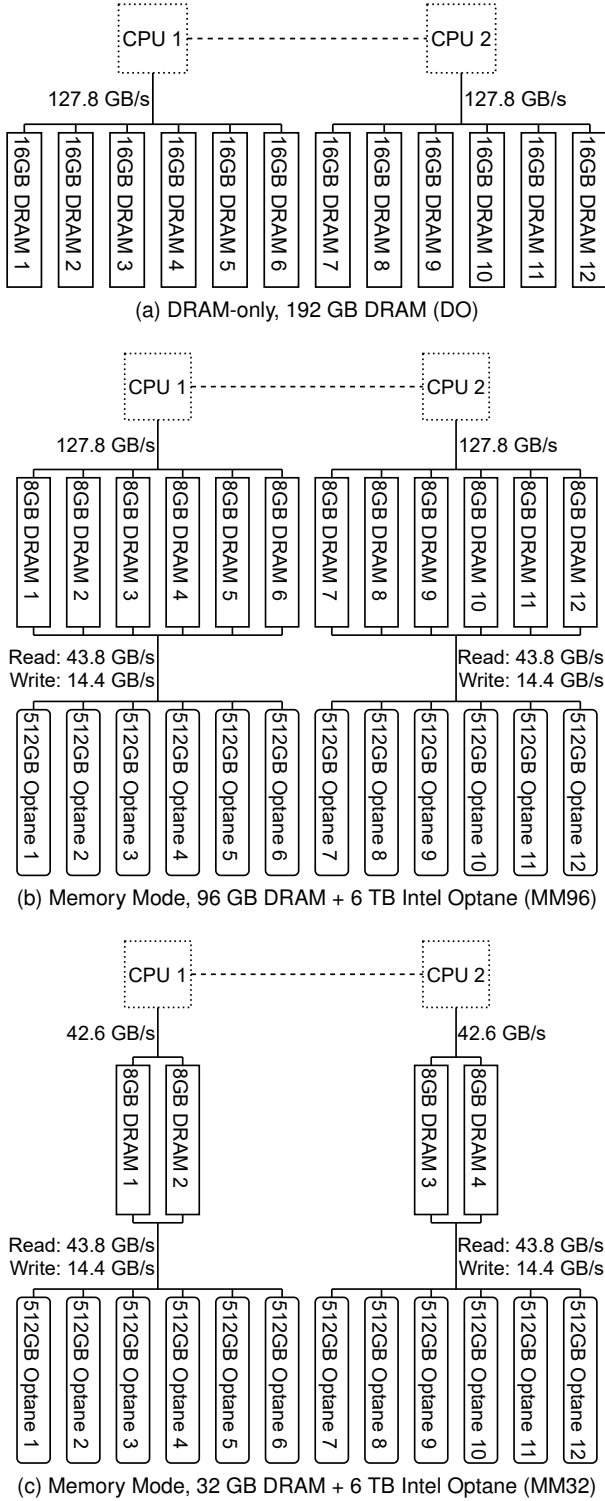 CPU 1
CPU 2
127.8 GB/s
127.8 GB/s
16GB DRAM 1
16GB DRAM 2
16GB DRAM 3
16GB DRAM 4
16GB DRAM 5
16GB DRAM 6
16GB DRAM 7
16GB DRAM 8
16GB DRAM 9
16GB DRAM 10
16GB DRAM 11
16GB DRAM 12
(a) DRAM-only, 192 GB DRAM (DO)
CPU 1
CPU 2
127.8 GB/s
127.8 GB/s
8GB DRAM 1
8GB DRAM 2
8GB DRAM 3
8GB DRAM 4
8GB DRAM 5
8GB DRAM 6
8GB DRAM 7
8GB DRAM 8
8GB DRAM 9
8GB DRAM 10
8GB DRAM 11
8GB DRAM 12
Read: 43.8 GB/s
Write: 14.4 GB/s
Read: 43.8 GB/s
Write: 14.4 GB/s
512GB Optane 1
512GB Optane 2
512GB Optane 3
512GB Optane 4
512GB Optane 5
512GB Optane 6
512GB Optane 7
512GB Optane 8
512GB Optane 9
512GB Optane 10
512GB Optane 11
512GB Optane 12
(b) Memory Mode, 96 GB DRAM + 6 TB Intel Optane (MM96)
CPU 1
CPU 2
42.6 GB/s
42.6 GB/s
8GB DRAM 1
8GB DRAM 2
8GB DRAM 3
8GB DRAM 4
Read: 43.8 GB/s
Write: 14.4 GB/s
Read: 43.8 GB/s
Write: 14.4 GB/s
512GB Optane 1
512GB Optane 2
512GB Optane 3
512GB Optane 4
512GB Optane 5
512GB Optane 6
512GB Optane 7
512GB Optane 8
512GB Optane 9
512GB Optane 10
512GB Optane 11
512GB Optane 12
(c) Memory Mode, 32 GB DRAM + 6 TB Intel Optane (MM32)